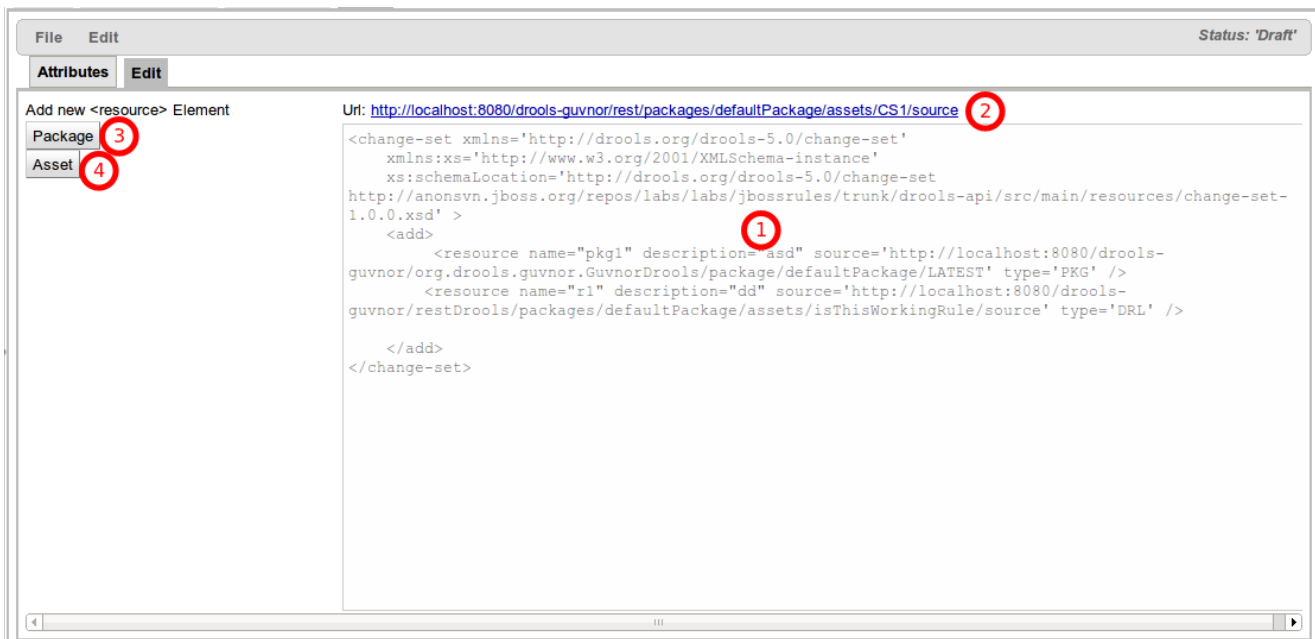 File Edit Status: 'Draft'
Attributes Edit
Add new <resource> Element Url: http://localhost:8080/drools-guvnor/rest/packages/defaultPackage/assets/CS1/source 2
Package 3
Asset 4
<change-set xmlns='http://drools.org/drools-5.0/change-set'
xmlns:xs='http://www.w3.org/2001/XMLSchema-instance'
xs:schemaLocation='http://drools.org/drools-5.0/change-set
http://anonsvn.jboss.org/repos/labs/labs/jbossrules/trunk/drools-api/src/main/resources/change-set-
1.0.0.xsd' >
1
<add>
<resource name="pkg1" description="asd" source='http://localhost:8080/drools-
guvnor/org.drools.guvnor.GuvnorDrools/package/defaultPackage/LATEST' type='PKG' />
<resource name="r1" description="dd" source='http://localhost:8080/drools-
guvnor/restDrools/packages/defaultPackage/assets/isThisWorkingRule/source' type='DRL' />
</add>
</change-set>